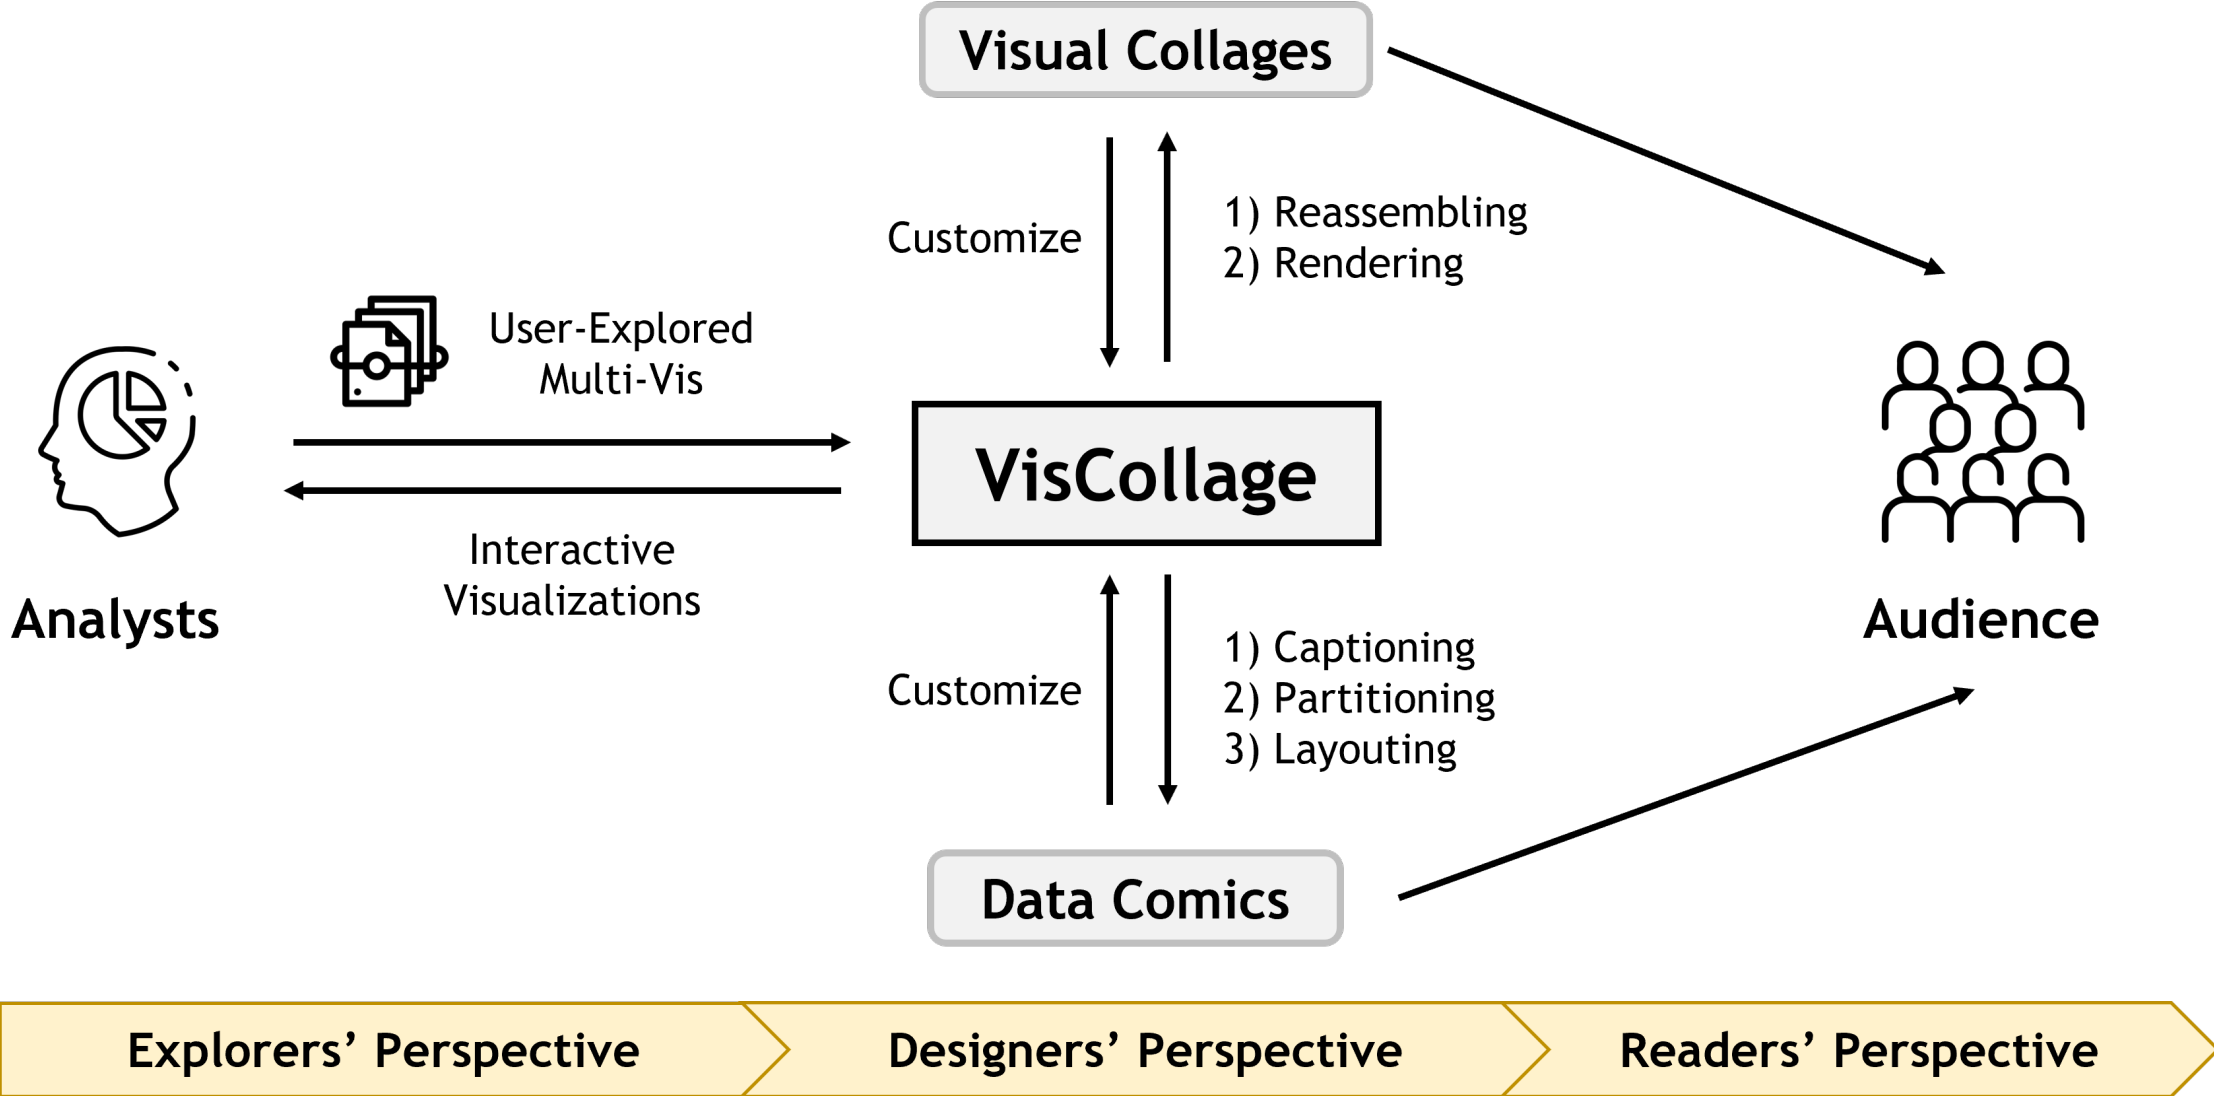 Visual Collages
Customize
1) Reassembling
2) Rendering
User-Explored
Multi-Vis
VisCollage
Interactive
Visualizations
Analysts
Audience
Customize
1) Captioning
2) Partitioning
3) Layouting
Data Comics
Explorers’ Perspective
Designers’ Perspective
Readers’ Perspective